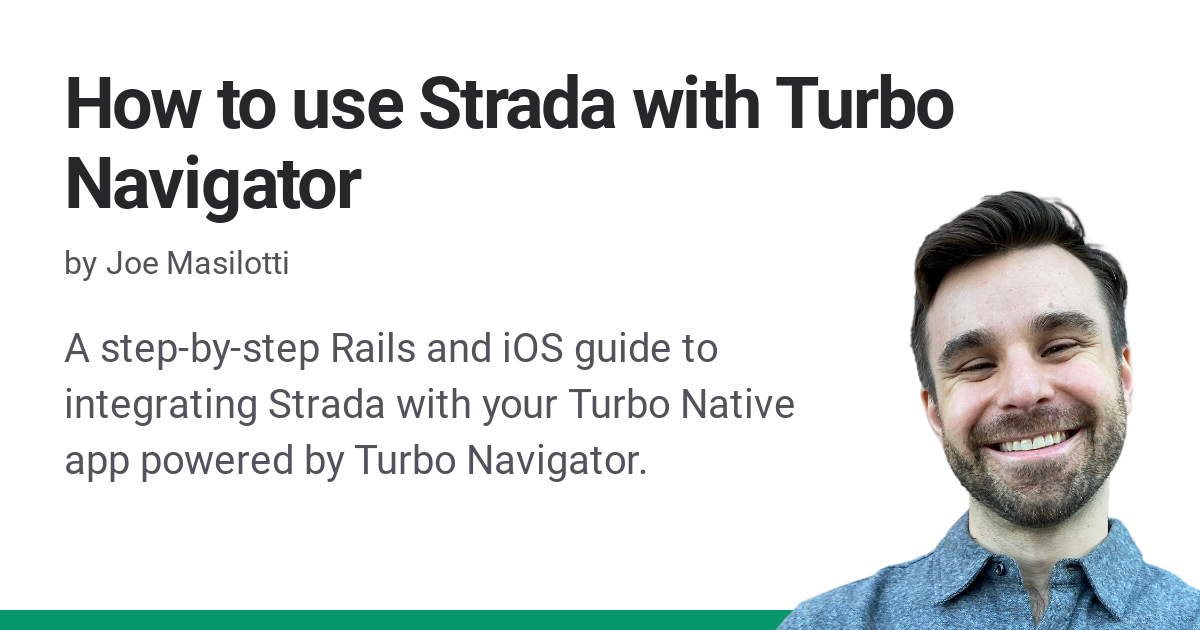 How to use Strada with Turbo
Navigator
by Joe Masilotti
A step-by-step Rails and iOS guide to
integrating Strada with your Turbo Native
app powered by Turbo Navigator.